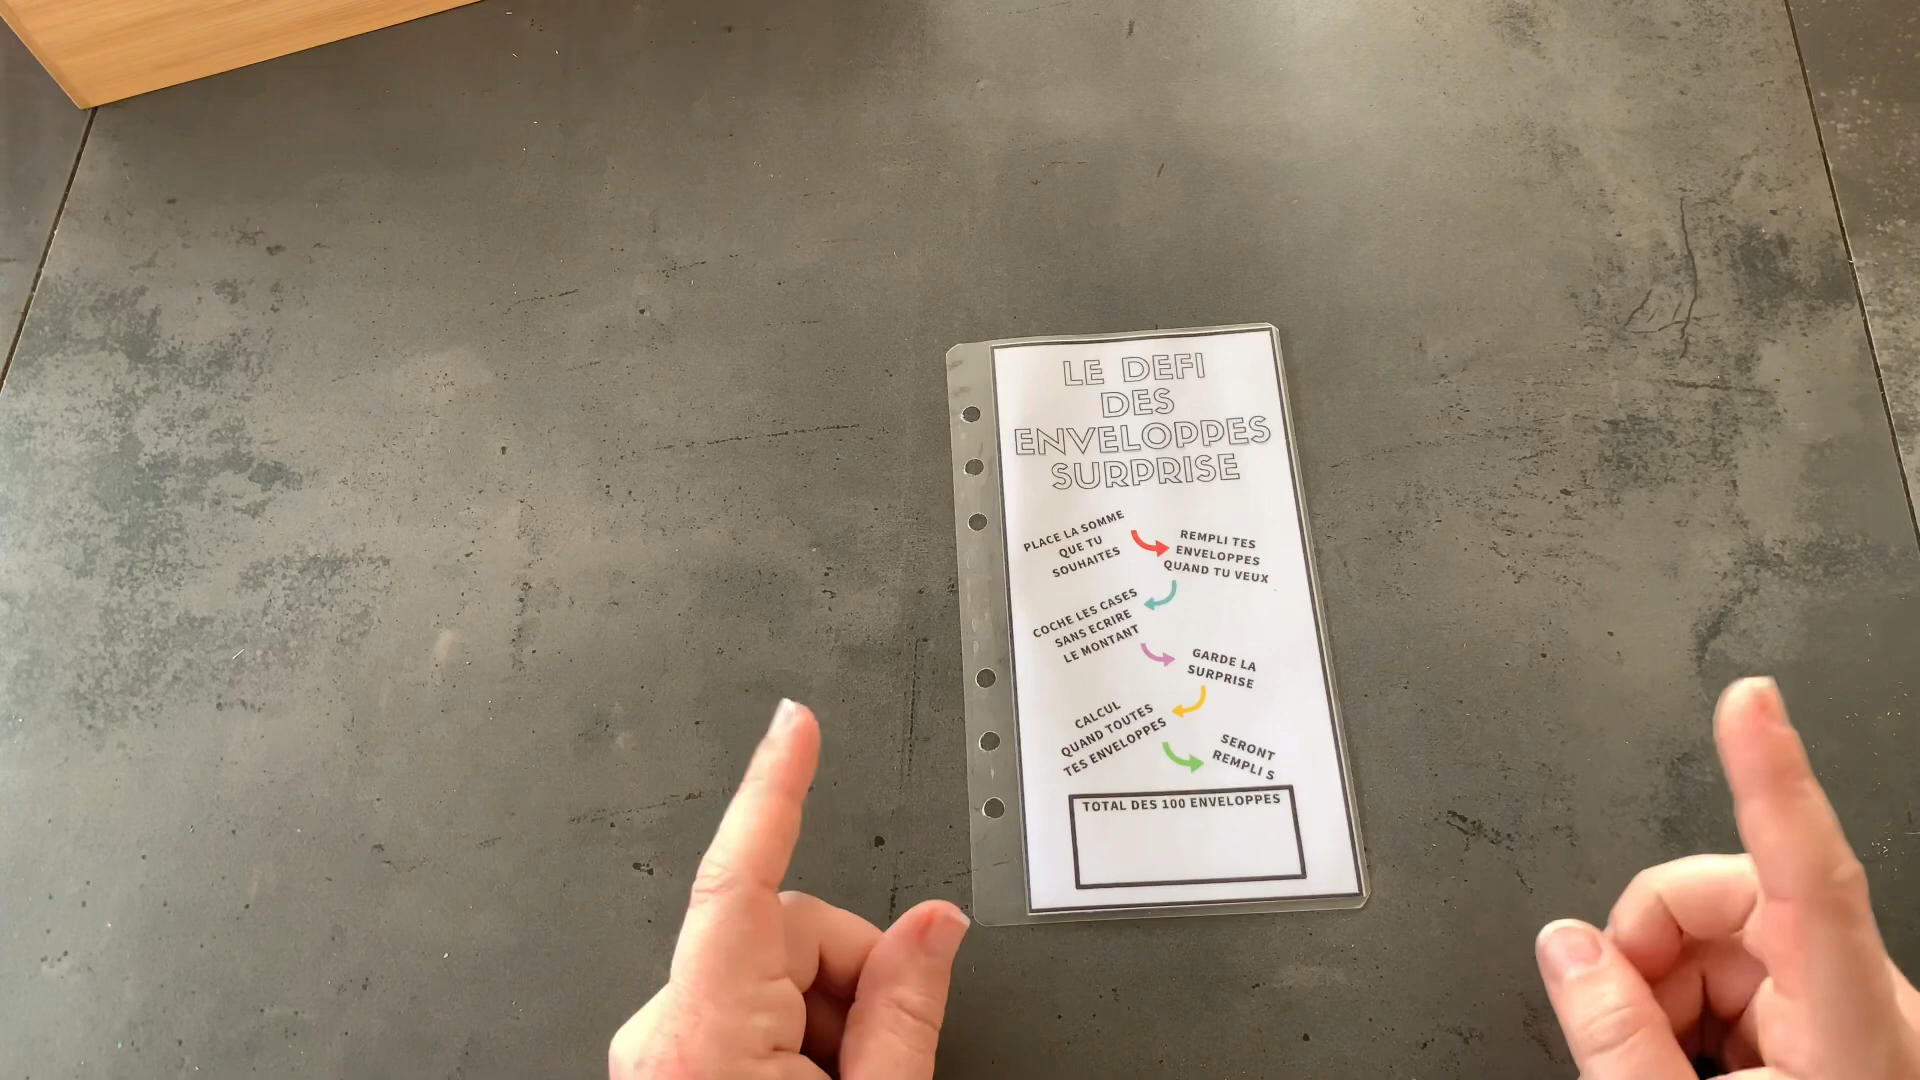 LE DEFI
DES
ENVELOPPES
SURPRISE
PLACE LA SOMME
QUE TU
SOUHAITES
REMPLI TES
ENVELOPPES
QUAND TU VEUX
COCHE LES CASES
SANS ECRIRE
LE MONTANT
GARDE LA
SURPRISE
CALCUL
QUAND TOUTES
TES ENVELOPPES
SERONT
REMPLI S
TOTAL DES 100 ENVELOPPES